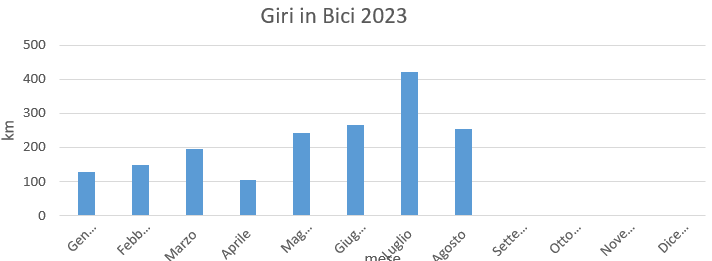 Giri in Bici 2023
500
400
300
200
100
0
km
Gen...
Febb...
Marzo
Aprile
Mag...
Giug...
Luglio
Agosto
Sette...
Otto...
Nove...
Dice...
mese